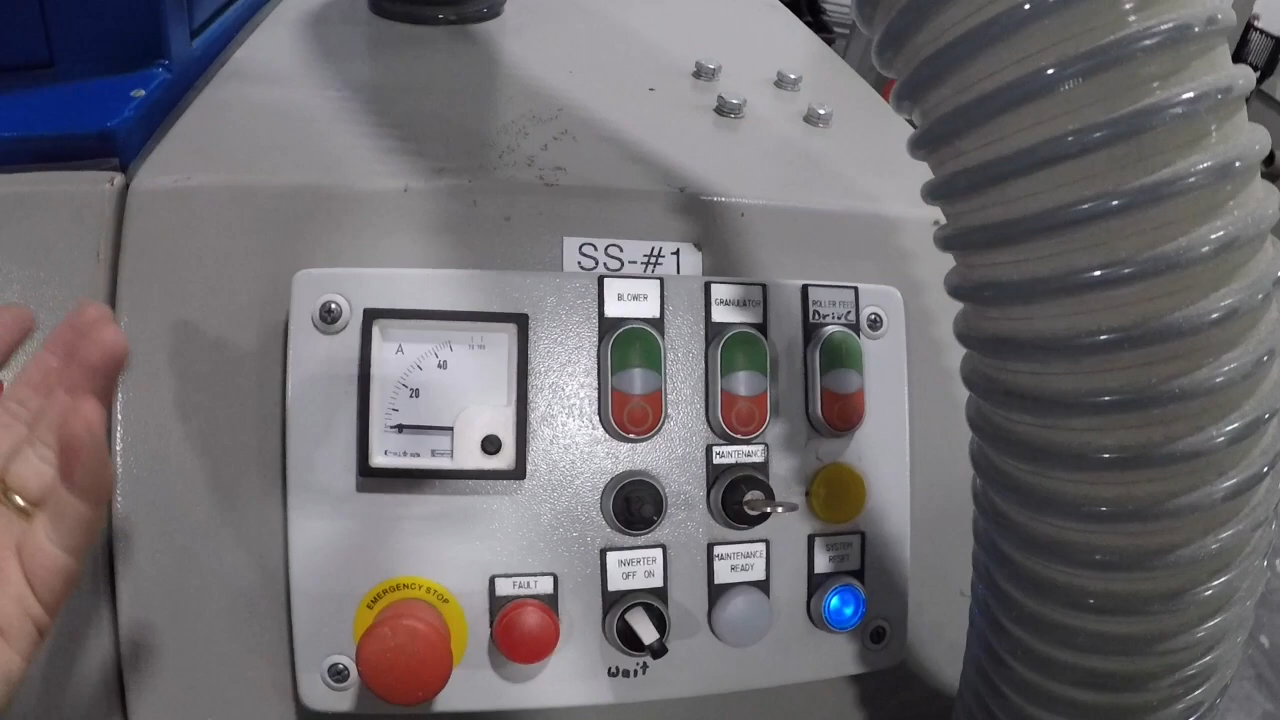 SS-#1
BLOWER
GRANULATOR
ROLLER FEED
Drive
A
40
20
0
MAINTENANCE
INVERTER
OFF ON
MAINTENANCE
READY
SYSTEM
RESET
EMERGENCY STOP
FAULT
wait